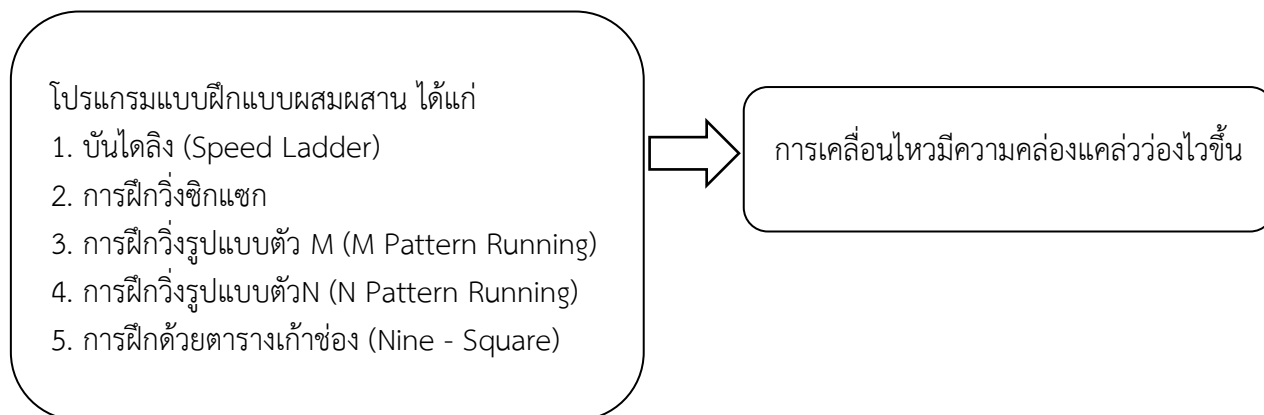 โปรแกรมแบบฝึกแบบผสมผสาน ได้แก่
1. บันไดลิง (Speed Ladder)
2. การฝึกวิ่งซิกแซก
3. การฝึกวิ่งรูปแบบตัว M (M Pattern Running)
4. การฝึกวิ่งรูปแบบตัวN (N Pattern Running)
5. การฝึกด้วยตารางเก้าช่อง (Nine - Square)
การเคลื่อนไหวมีความคล่องแคล่วว่องไวขึ้น